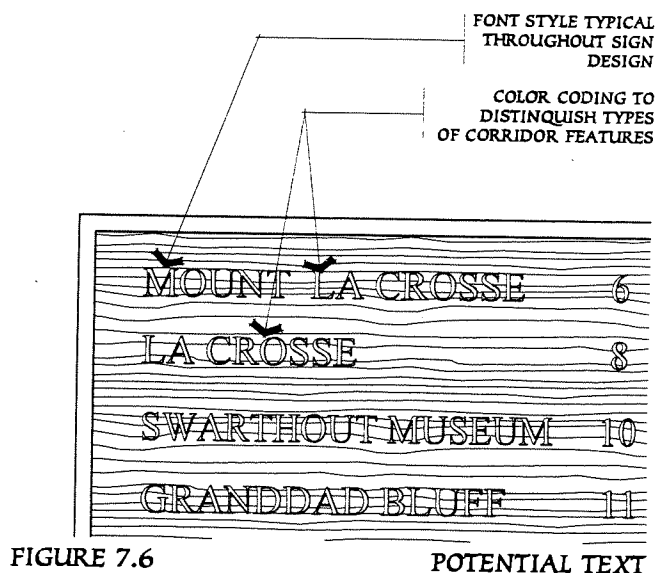 FONT STYLE TYPICAL
THROUGHOUT SIGN
DESIGN
COLOR CODING TO
DISTINQUISH TYPES
OF CORRIDOR FEATURES
MOUNT LA CROSSE 6
LA CROSSE 8
SWARTHOUT MUSEUM 10
GRANDDAD BLUFF 11
FIGURE 7.6 POTENTIAL TEXT